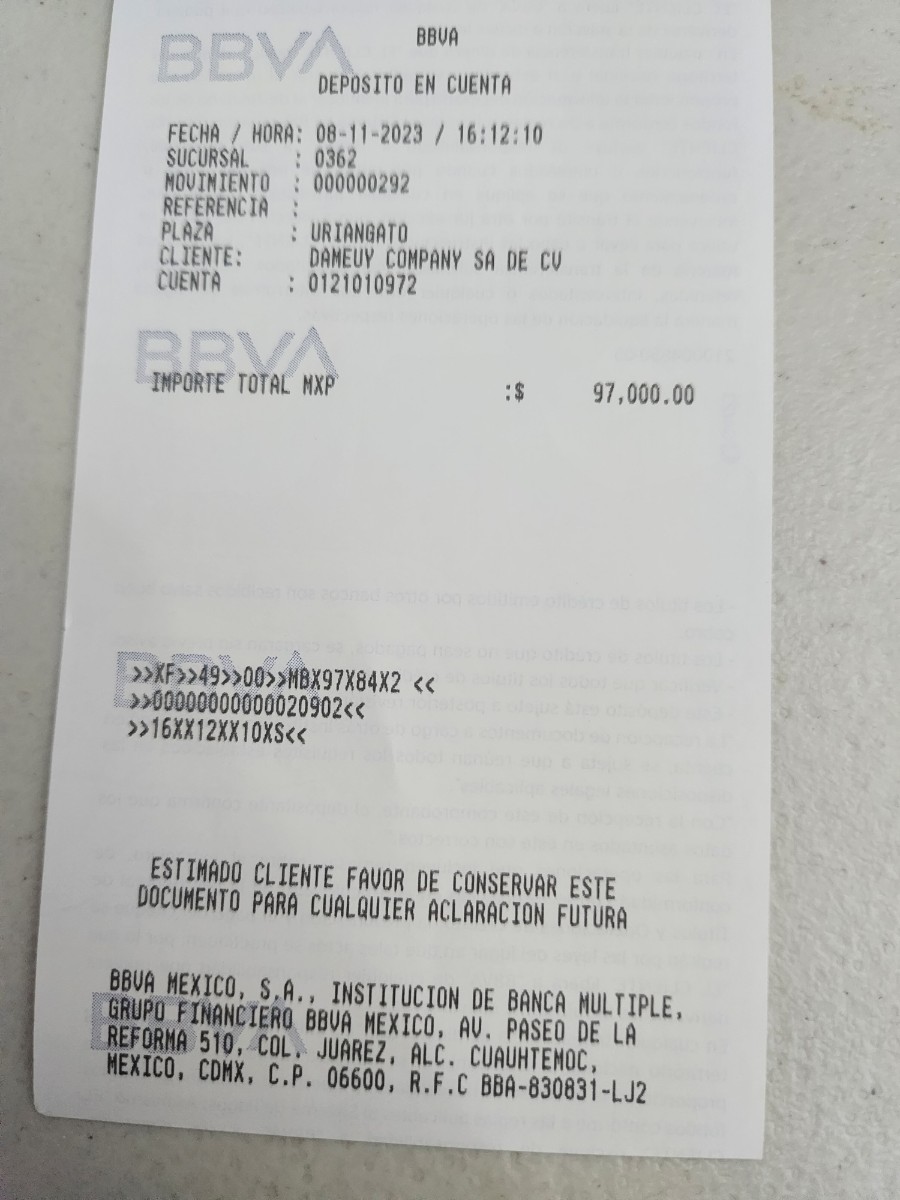 BBVA
BBVA
DEPOSITO EN CUENTA
FECHA / HORA: 08-11-2023 / 16:12:10
SUCURSAL : 0362
MOVIMIENTO : 000000292
REFERENCIA :
PLAZA : URIANGATO
CLIENTE: DAMEUY COMPANY SA DE CV
CUENTA : 0121010972
BBVA
IMPORTE TOTAL MXP :$ 97,000.00
BBVA
>>XF>>49>>00>>MBX97X84X2 <<
>>00000000000020902<<
>>16XX12XX10XS<<
ESTIMADO CLIENTE FAVOR DE CONSERVAR ESTE
DOCUMENTO PARA CUALQUIER ACLARACION FUTURA
BBVA MEXICO, S.A., INSTITUCION DE BANCA MULTIPLE,
GRUPO FINANCIERO BBVA MEXICO, AV. PASEO DE LA
REFORMA 510, COL. JUAREZ, ALC. CUAUHTEMOC,
MEXICO, CDMX, C.P. 06600, R.F.C BBA-830831-LJ2